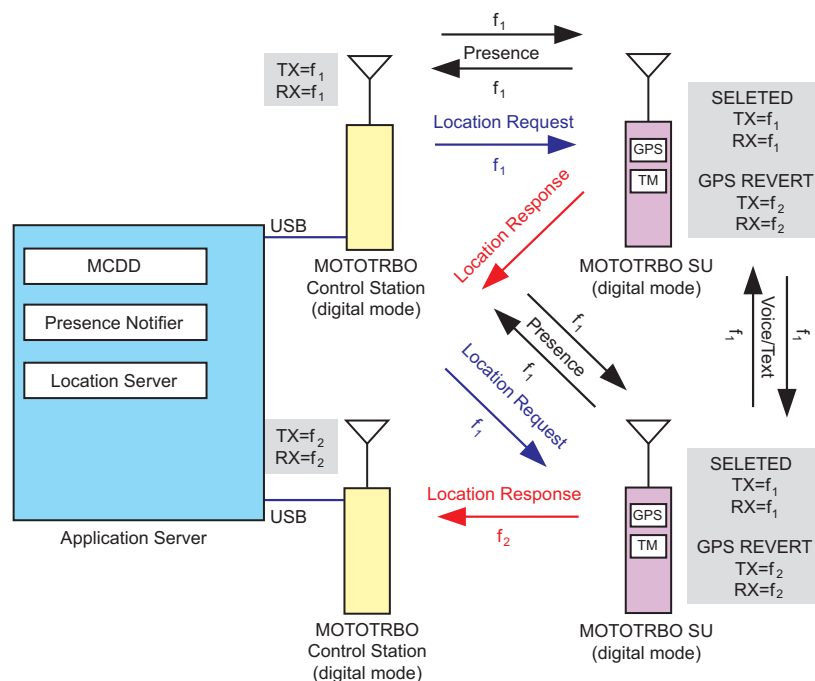 f1
Presence
f1
TX=f1
RX=f1
Location Request
f1
GPS
TM
SELETED
TX=f1
RX=f1
GPS REVERT
TX=f2
RX=f2
USB
MOTOTRBO
Control Station
(digital mode)
Location Response
MOTOTRBO SU
(digital mode)
MCDD
Presence Notifier
Location Server
f1
Presence
f1
f1
Voice/Text
f1
Location Request
f1
TX=f2
RX=f2
USB
Application Server
Location Response
f2
GPS
TM
SELETED
TX=f1
RX=f1
GPS REVERT
TX=f2
RX=f2
MOTOTRBO
Control Station
(digital mode)
MOTOTRBO SU
(digital mode)